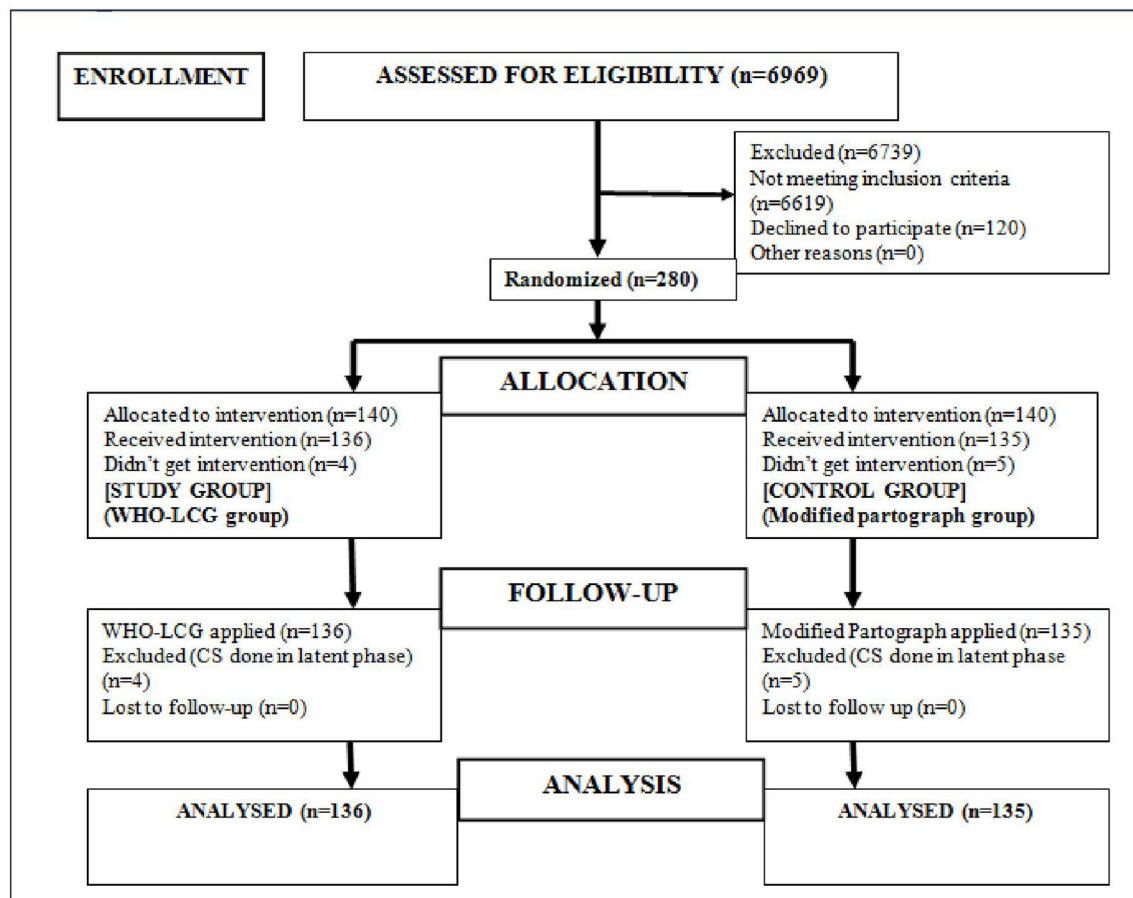 ENROLLMENT
ASSESSED FOR ELIGIBILITY (n=6969)
Excluded (n=6739)
Not meeting inclusion criteria
(n=6619)
Declined to participate (n=120)
Other reasons (n=0)
Randomized (n=280)
ALLOCATION
Allocated to intervention (n=140)
Received intervention (n=136)
Didn't get intervention (n=4)
[STUDY GROUP]
(WHO-LCG group)
Allocated to intervention (n=140)
Received intervention (n=135)
Didn't get intervention (n=5)
[CONTROL GROUP]
(Modified partograph group)
FOLLOW-UP
WHO-LCG applied (n=136)
Excluded (CS done in latent phase)
(n=4)
Lost to follow-up (n=0)
Modified Partograph applied (n=135)
Excluded (CS done in latent phase
(n=5)
Lost to follow up (n=0)
ANALYSIS
ANALYSED (n=136)
ANALYSED (n=135)